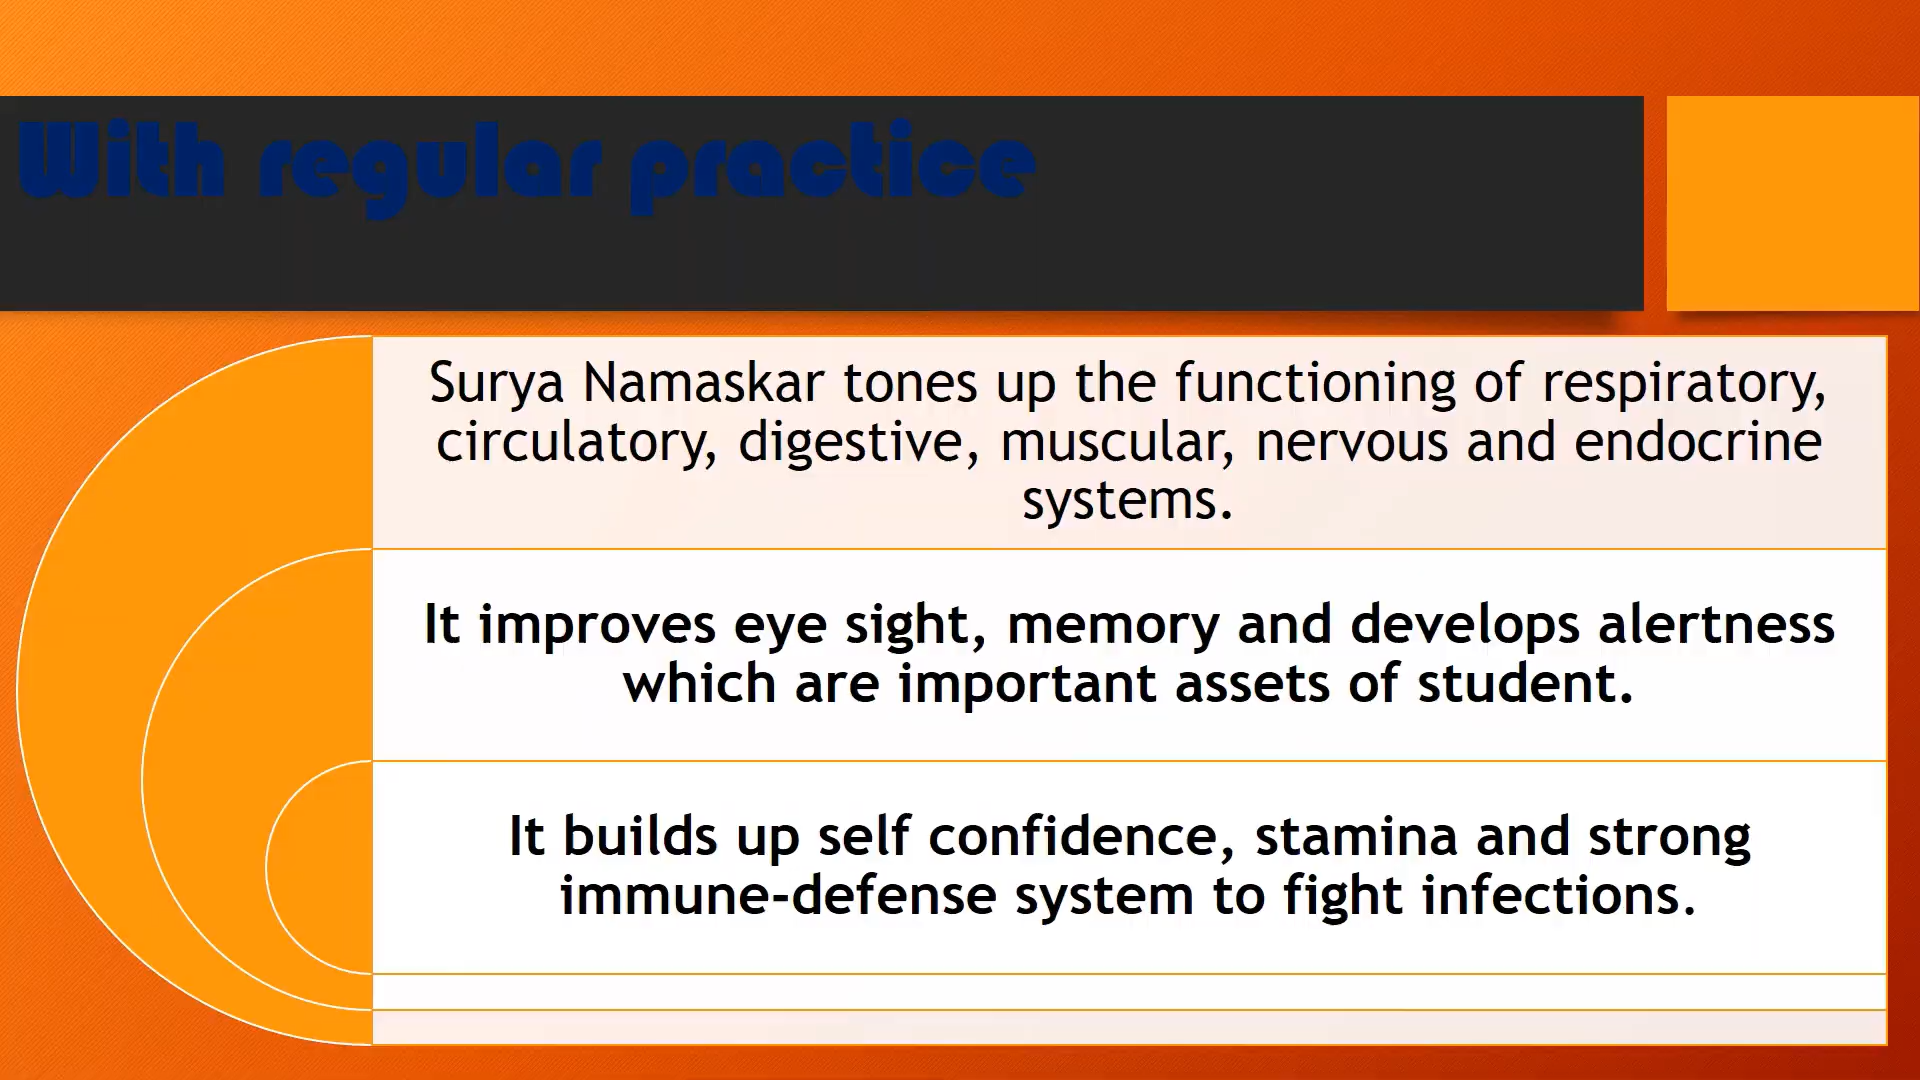 With regular practice
Surya Namaskar tones up the functioning of respiratory,
circulatory, digestive, muscular, nervous and endocrine
systems.
It improves eye sight, memory and develops alertness
which are important assets of student.
It builds up self confidence, stamina and strong
immune-defense system to fight infections.